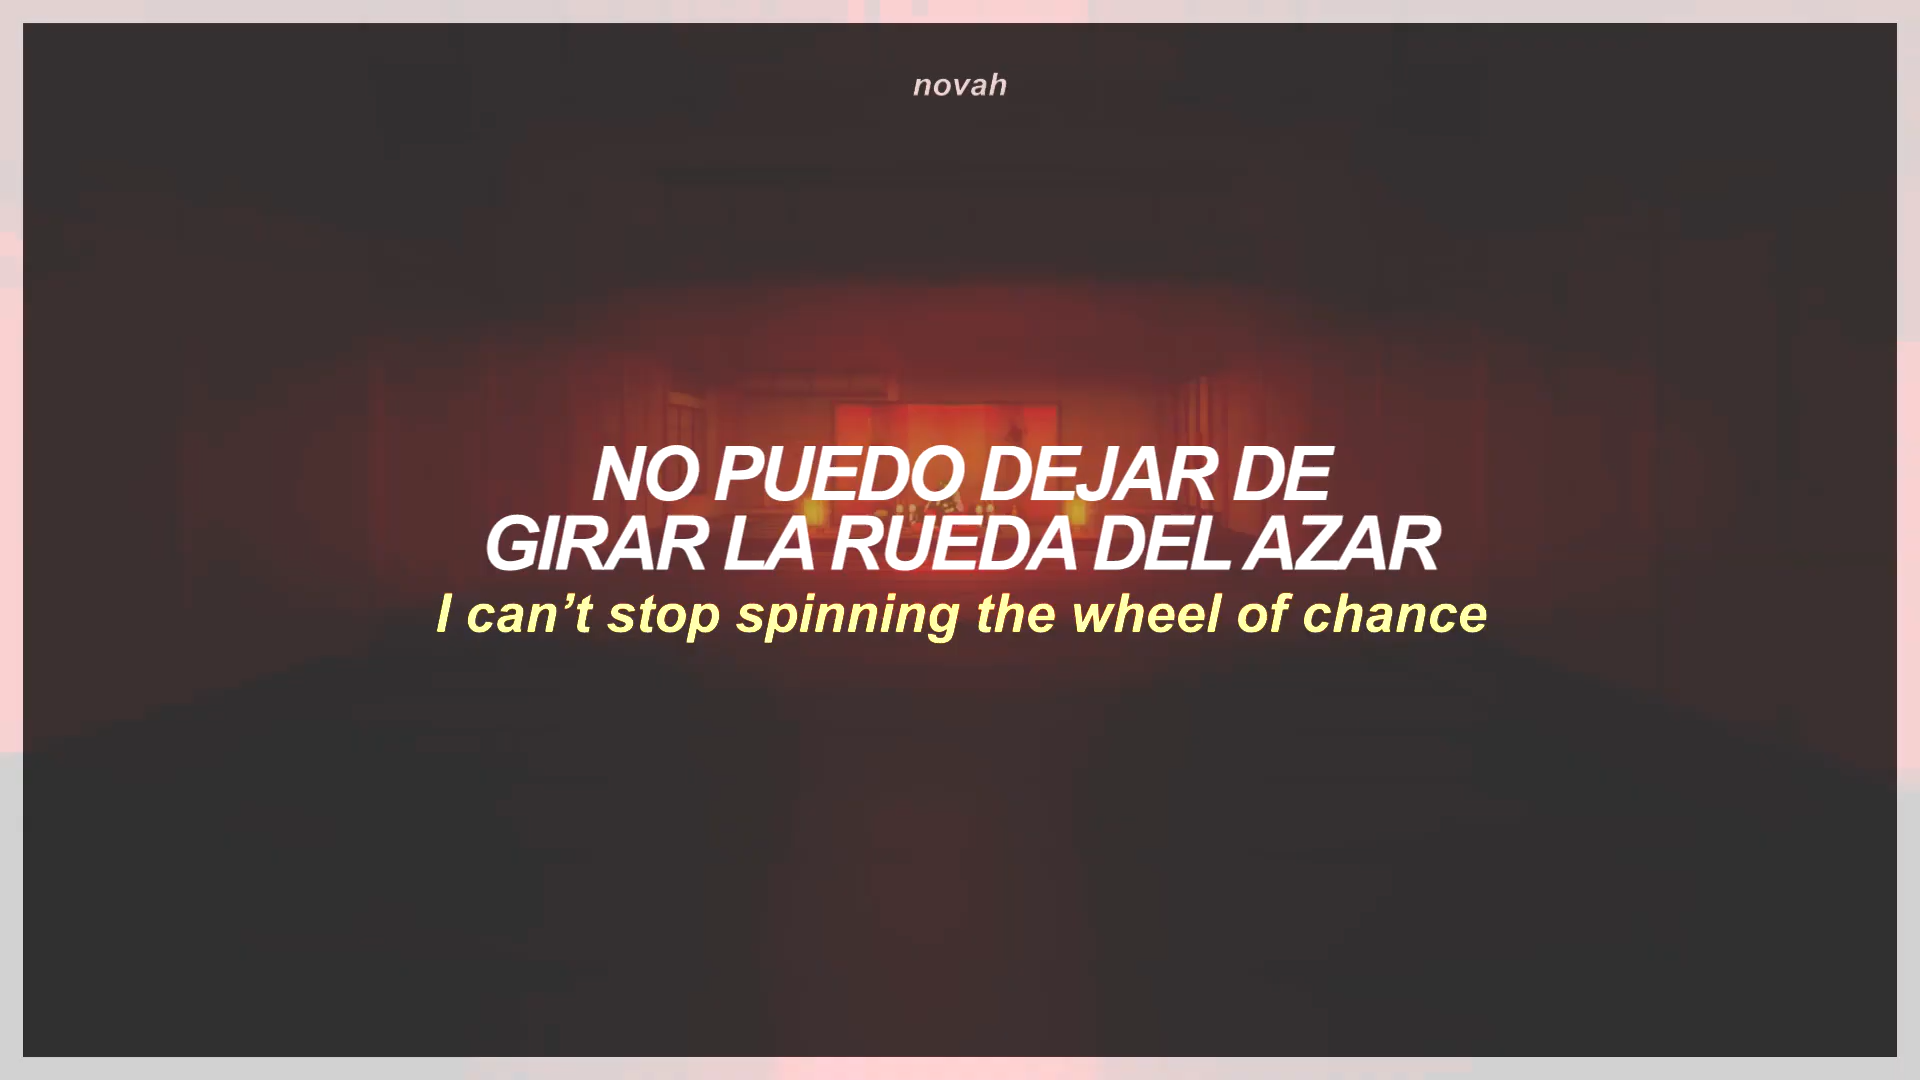 novah
NO PUEDO DEJAR DE
GIRAR LA RUEDA DEL AZAR
I can’t stop spinning the wheel of chance